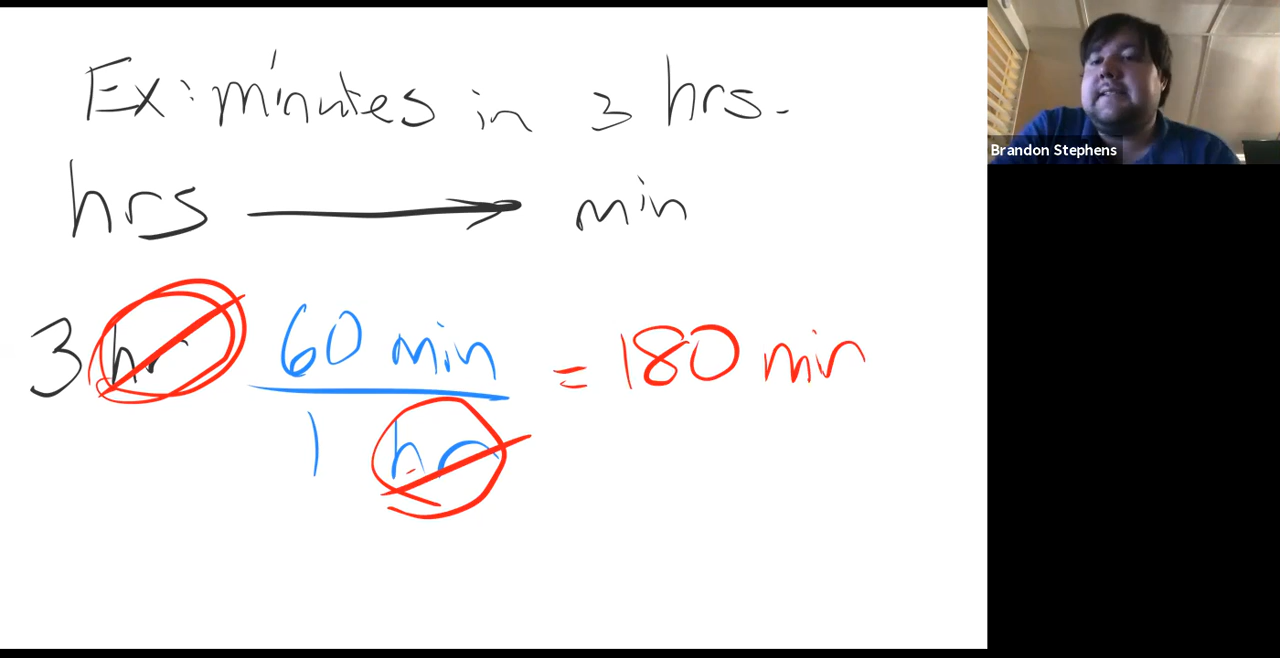 Ex: minutes in 3 hrs.
Brandon Stephens
hrs → min
3 hr 60 min = 180 min
1 hr